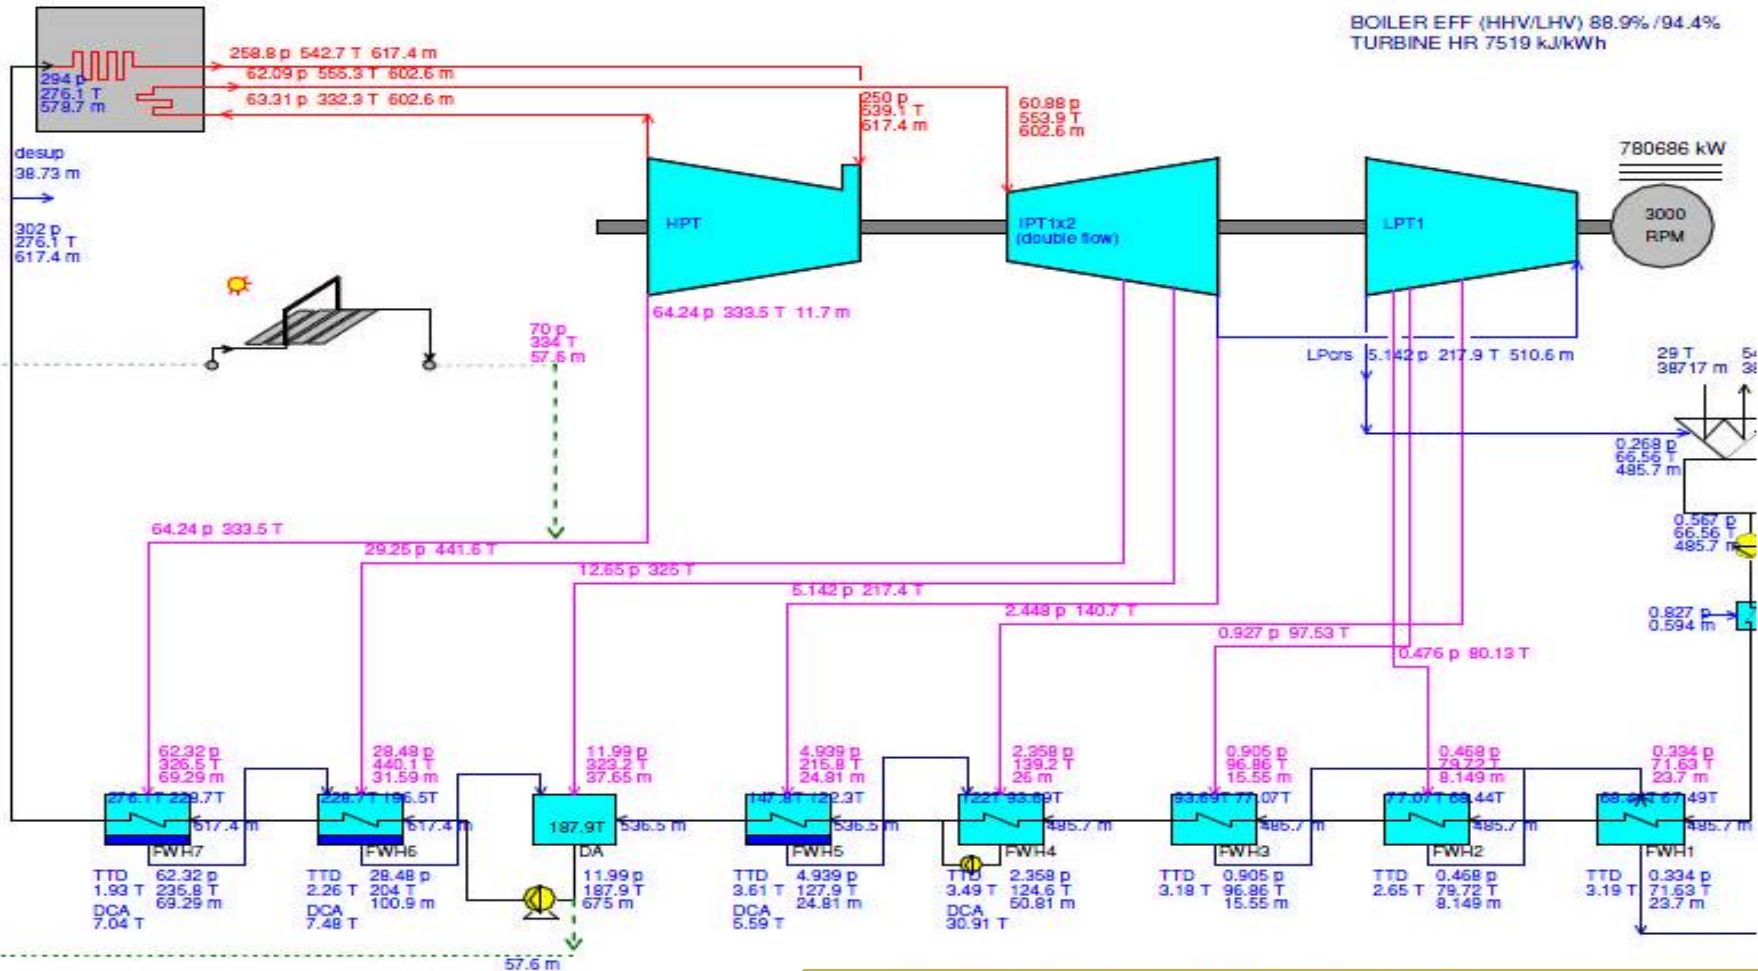 BOILER EFF (HHV/LHV) 88.9% /94.4%
TURBINE HR 7519 kJ/kWh
258.8 p 542.7 T 617.4 m
62.09 p 555.3 T 602.6 m
63.31 p 332.3 T 602.6 m
294 p
276.1 T
578.7 m
250 p
539.1 T
617.4 m
60.88 p
553.9 T
602.6 m
desup
38.73 m
302 p
276.1 T
617.4 m
780686 kW
3000
RPM
HPT
IPT1x2
(double flow)
LPT1
64.24 p 333.5 T 11.7 m
70 p
334 T
57.6 m
LPcrs 5.142 p 217.9 T 510.6 m
29 T
38717 m
0.268 p
66.56 T
485.7 m
0.567 p
66.56 T
485.7 m
0.827 p
0.594 m
64.24 p 333.5 T
29.25 p 441.6 T
12.65 p 325 T
5.142 p 217.4 T
2.448 p 140.7 T
0.927 p 97.53 T
0.476 p 80.13 T
62.32 p
326.5 T
69.29 m
28.48 p
440.1 T
31.59 m
11.99 p
323.2 T
37.65 m
4.939 p
215.8 T
24.81 m
2.358 p
139.2 T
26 m
0.905 p
96.86 T
15.55 m
0.468 p
79.72 T
8.149 m
0.334 p
71.63 T
23.7 m
276.1T 228.7T
228.7T 196.5T
187.9T
147.8T 122.3T
122T 93.69T
93.69T 77.07T
77.07T 68.44T
68.44T 67.49T
617.4 m
617.4 m
536.5 m
536.5 m
485.7 m
485.7 m
485.7 m
485.7 m
FWH7
FWH6
DA
FWH5
FWH4
FWH3
FWH2
FWH1
TTD
1.93 T
DCA
7.04 T
62.32 p
235.8 T
69.29 m
TTD
2.26 T
DCA
7.48 T
28.48 p
204 T
100.9 m
11.99 p
187.9 T
675 m
TTD
3.61 T
DCA
5.59 T
4.939 p
127.9 T
24.81 m
TTD
3.49 T
DCA
30.91 T
2.358 p
124.6 T
50.81 m
TTD
3.18 T
0.905 p
96.86 T
15.55 m
TTD
2.65 T
0.468 p
79.72 T
8.149 m
TTD
3.19 T
0.334 p
71.63 T
23.7 m
57.6 m